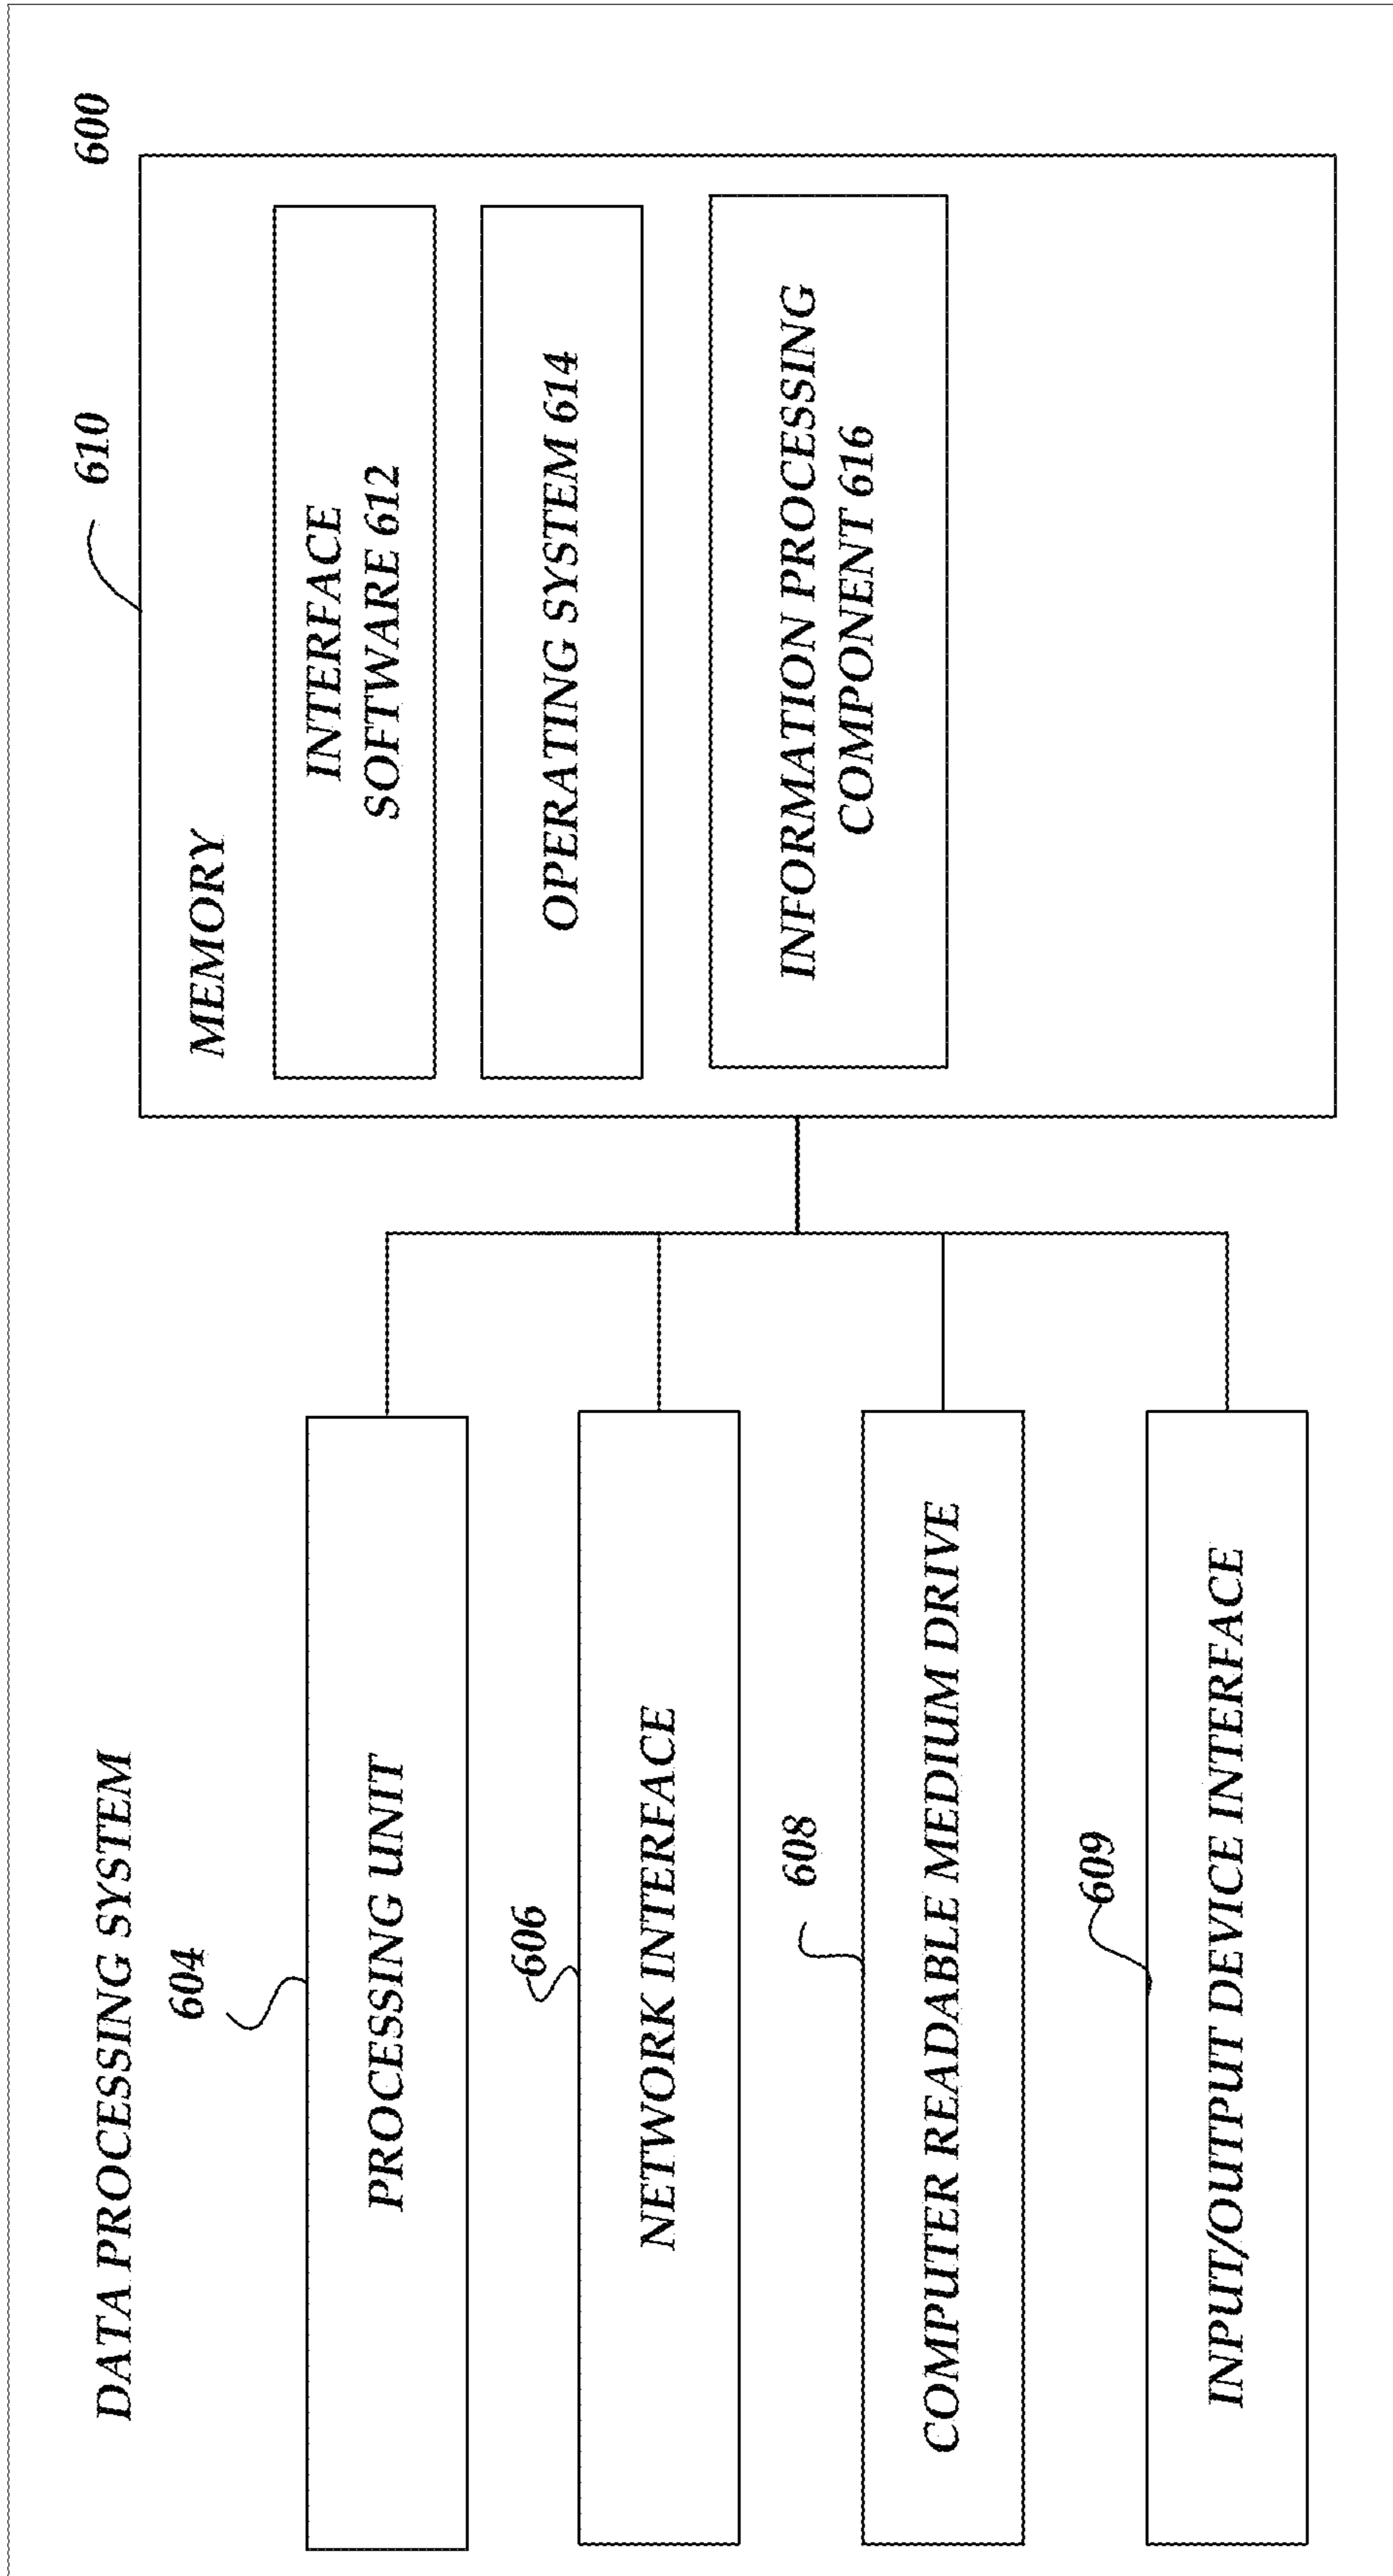 600
DATA PROCESSING SYSTEM
604
PROCESSING UNIT
606
NETWORK INTERFACE
608
COMPUTER READABLE MEDIUM DRIVE
609
INPUT/OUTPUT DEVICE INTERFACE
610
MEMORY
INTERFACE
SOFTWARE 612
OPERATING SYSTEM 614
INFORMATION PROCESSING
COMPONENT 616